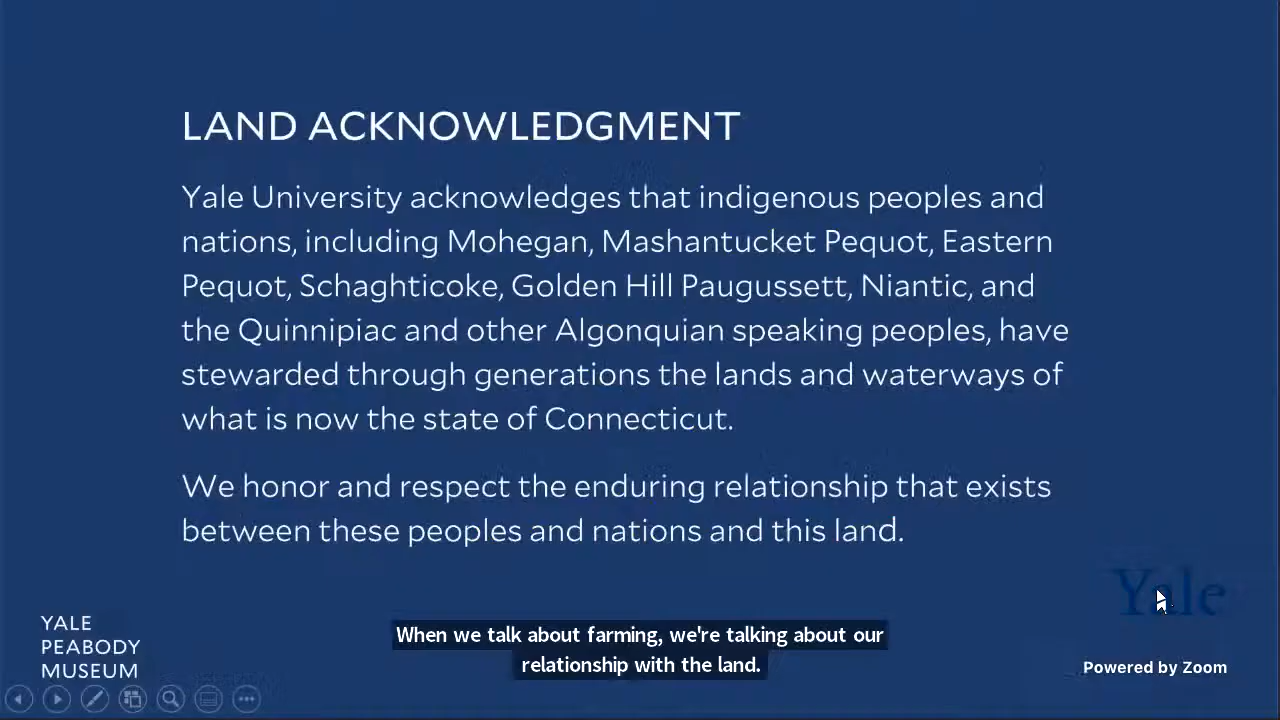 LAND ACKNOWLEDGMENT
Yale University acknowledges that indigenous peoples and
nations, including Mohegan, Mashantucket Pequot, Eastern
Pequot, Schaghticoke, Golden Hill Paugussett, Niantic, and
the Quinnipiac and other Algonquian speaking peoples, have
stewarded through generations the lands and waterways of
what is now the state of Connecticut.
We honor and respect the enduring relationship that exists
between these peoples and nations and this land.
Yale
YALE
PEABODY
MUSEUM
When we talk about farming, we're talking about our
relationship with the land.
Powered by Zoom